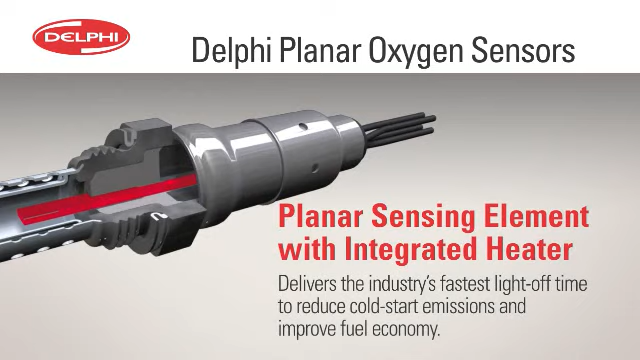 DELPHI
Delphi Planar Oxygen Sensors
Planar Sensing Element
with Integrated Heater
Delivers the industry's fastest light-off time
to reduce cold-start emissions and
improve fuel economy.